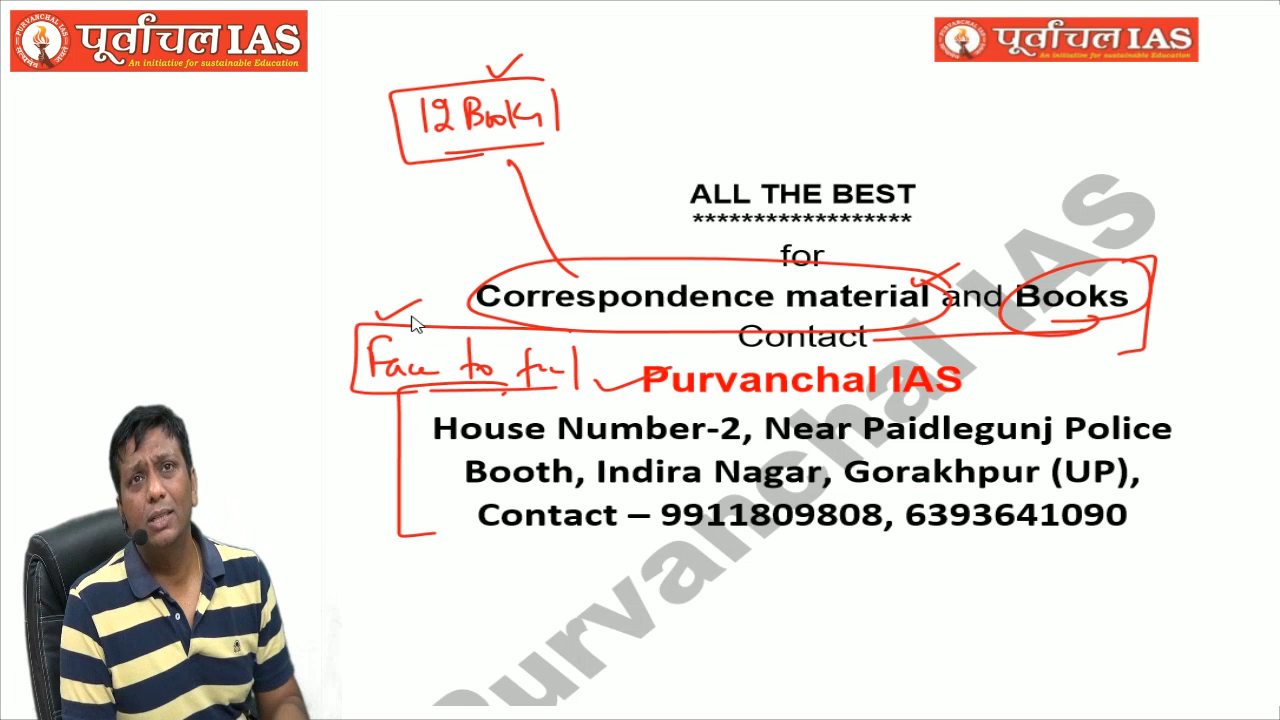 पूर्वांचल IAS
An initiative for sustainable Education
पूर्वांचल IAS
An initiative for sustainable Education
12 Books
ALL THE BEST
******************
for
Correspondence material and Books
Contact
Face to
Purvanchal IAS
House Number-2, Near Paidlegunj Police
Booth, Indira Nagar, Gorakhpur (UP),
Contact – 9911809808, 6393641090
Purvanchal IAS